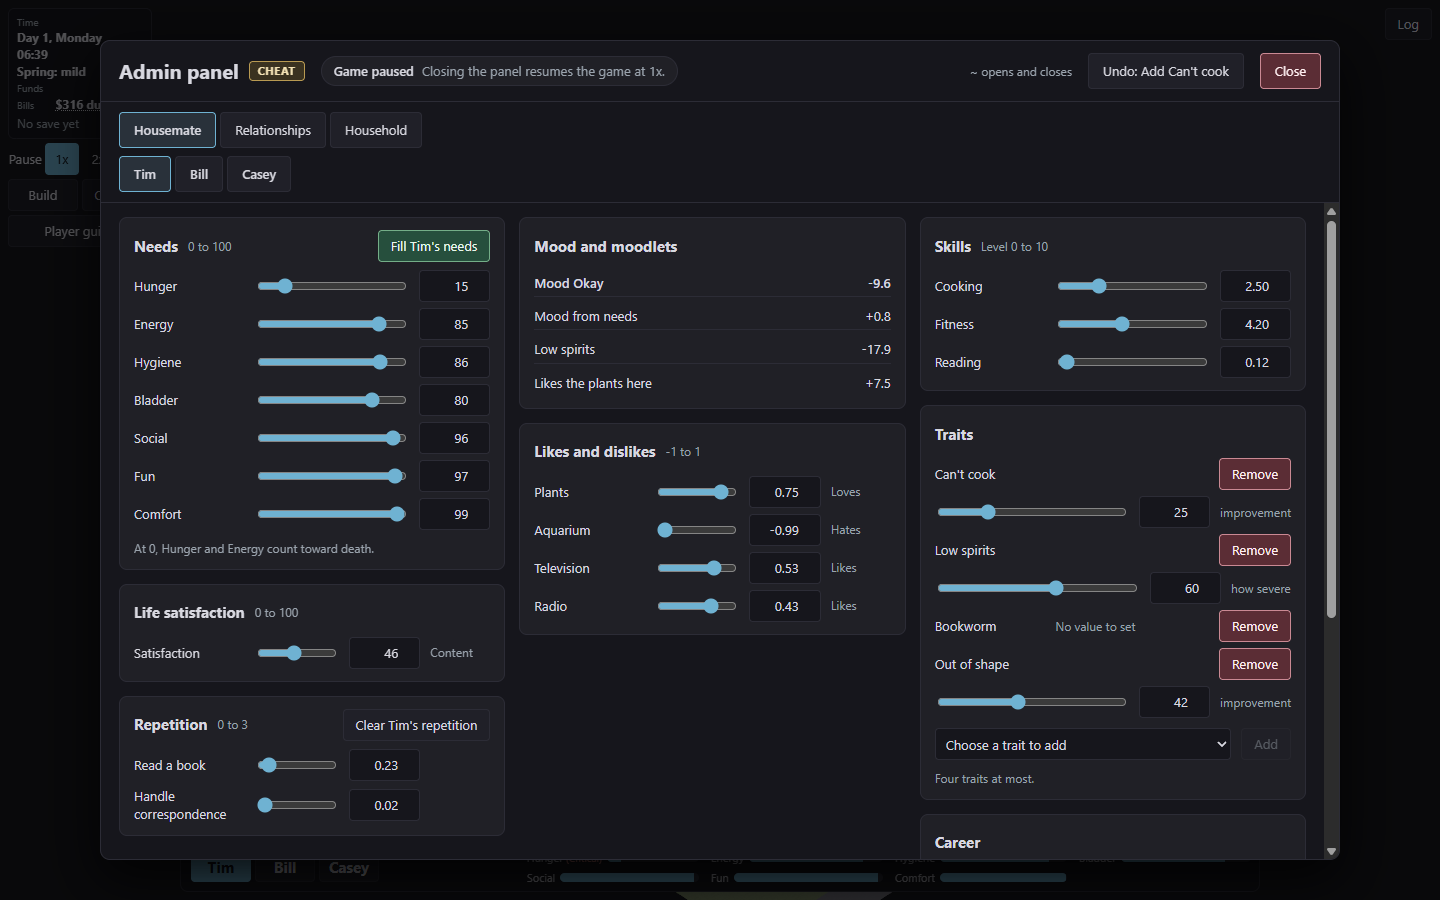 Time
Day 1, Monday
06:39
Spring: mild
Funds
Bills $316 du
No save yet
Pause 1x 2
Build
Player gui
Log
Admin panel CHEAT Game paused Closing the panel resumes the game at 1x. ~ opens and closes Undo: Add Can't cook Close
Housemate Relationships Household
Tim Bill Casey
Needs 0 to 100 Fill Tim's needs
Hunger 15
Energy 85
Hygiene 86
Bladder 80
Social 96
Fun 97
Comfort 99
At 0, Hunger and Energy count toward death.
Life satisfaction 0 to 100
Satisfaction 46 Content
Repetition 0 to 3 Clear Tim's repetition
Read a book 0.23
Handle
correspondence 0.02
Mood and moodlets
Mood Okay -9.6
Mood from needs +0.8
Low spirits -17.9
Likes the plants here +7.5
Likes and dislikes -1 to 1
Plants 0.75 Loves
Aquarium -0.99 Hates
Television 0.53 Likes
Radio 0.43 Likes
Skills Level 0 to 10
Cooking 2.50
Fitness 4.20
Reading 0.12
Traits
Can't cook Remove
25 improvement
Low spirits Remove
60 how severe
Bookworm No value to set Remove
Out of shape Remove
42 improvement
Choose a trait to add Add
Four traits at most.
Career
Tim Bill Casey
Social Fun Comfort